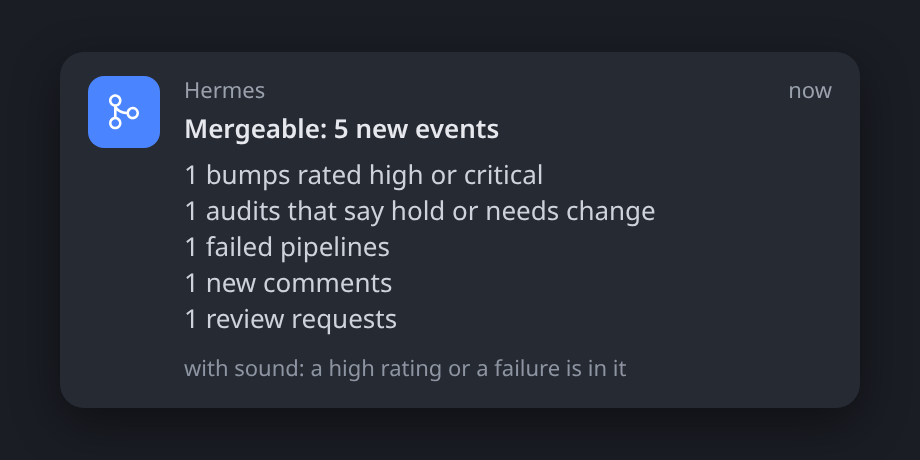 Hermes
now
Mergeable: 5 new events
1 bumps rated high or critical
1 audits that say hold or needs change
1 failed pipelines
1 new comments
1 review requests
with sound: a high rating or a failure is in it